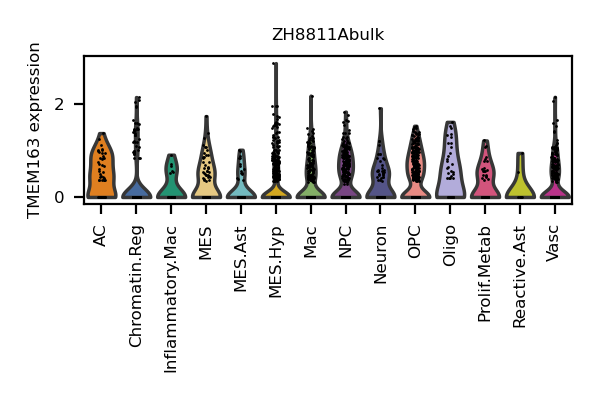 ZH8811Abulk
TMEM163 expression
2
0
AC
Chromatin.Reg
Inflammatory.Mac
MES
MES.Ast
MES.Hyp
Mac
NPC
Neuron
OPC
Oligo
Prolif.Metab
Reactive.Ast
Vasc